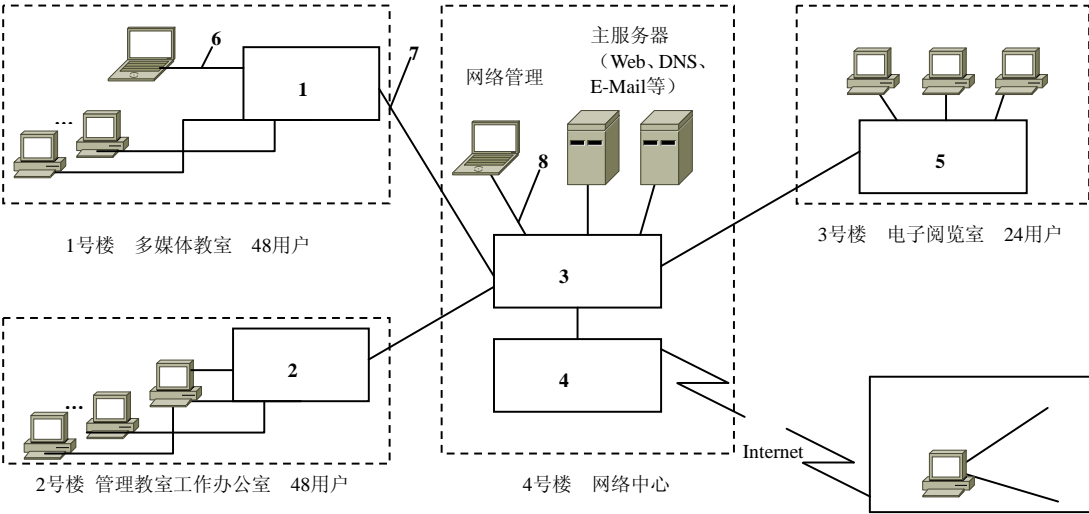 6
1
7
…
1号楼 多媒体教室 48用户
网络管理
主服务器
（Web、DNS、
E-Mail等）
8
3
4
4号楼 网络中心
5
3号楼 电子阅览室 24用户
2
…
2号楼 管理教室工作办公室 48用户
Internet